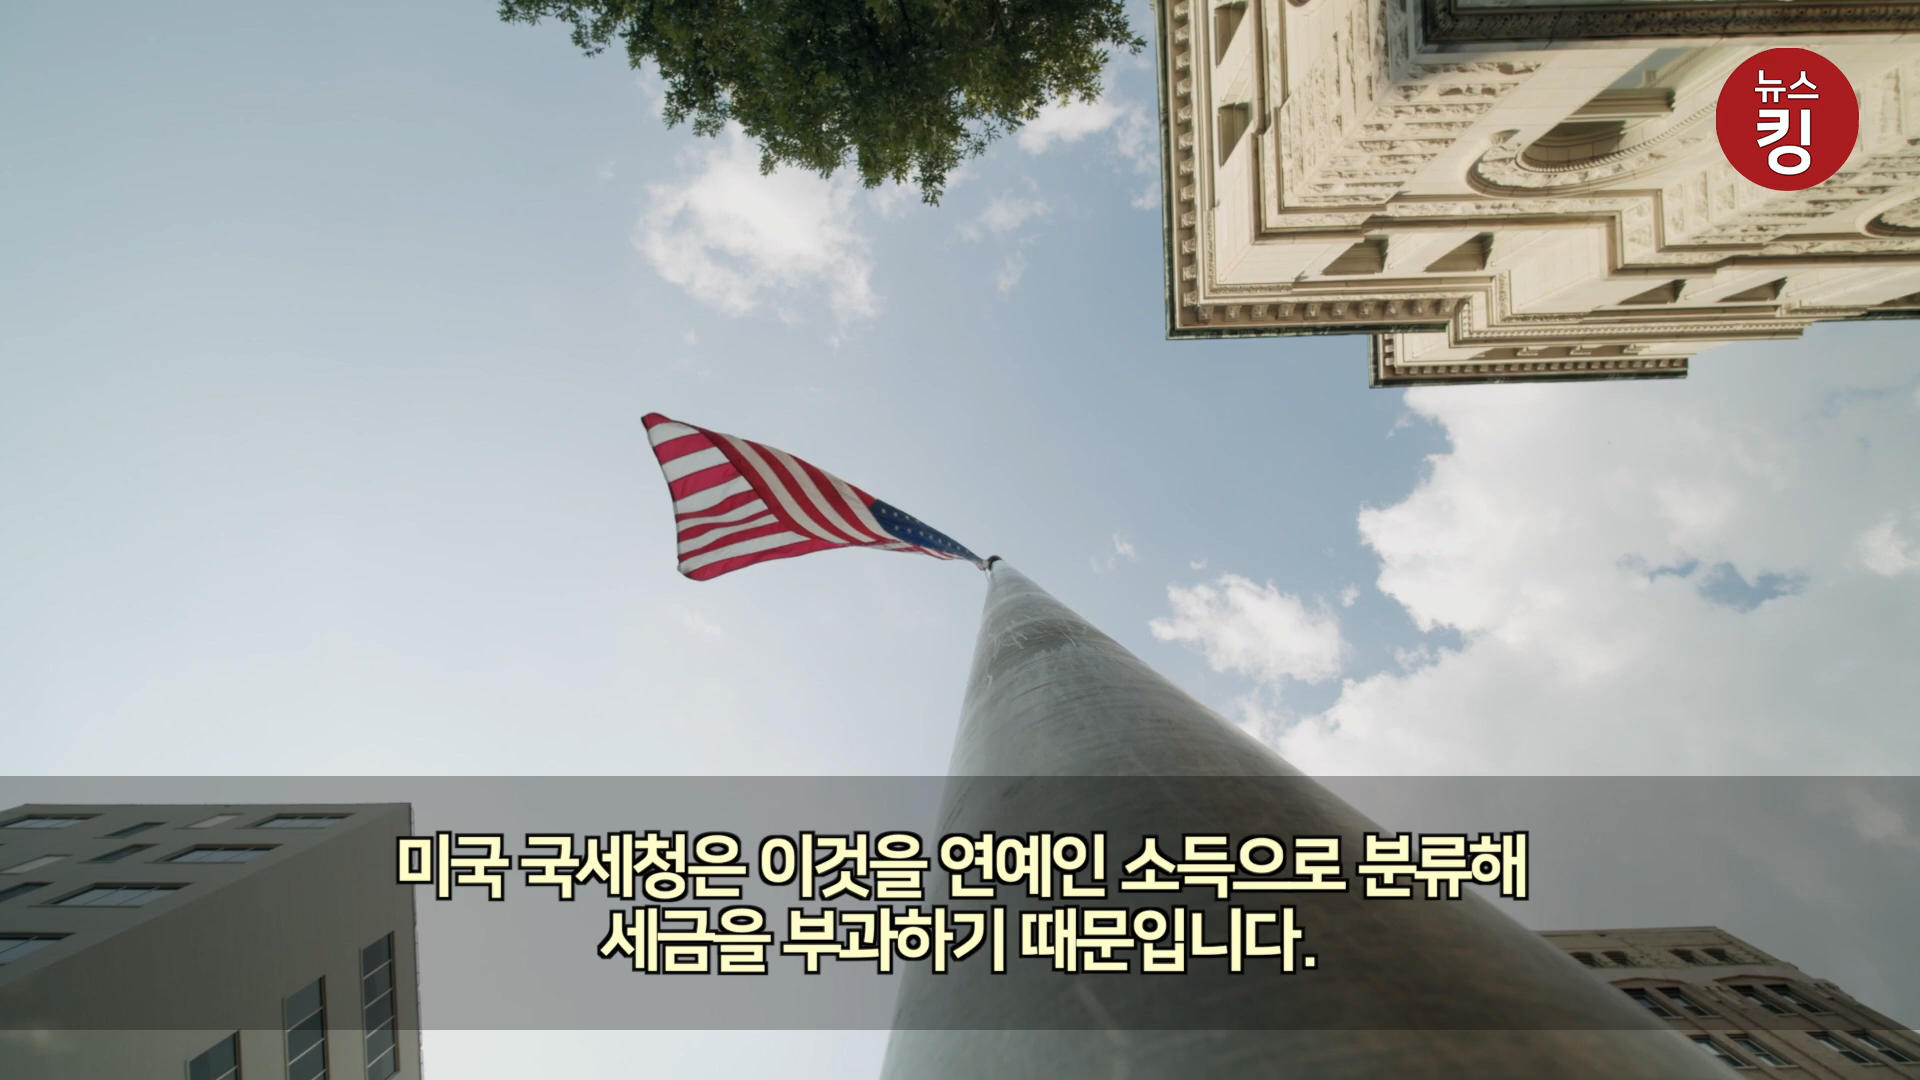 뉴스
킹
미국 국세청은 이것을 연예인 소득으로 분류해
세금을 부과하기 때문입니다.